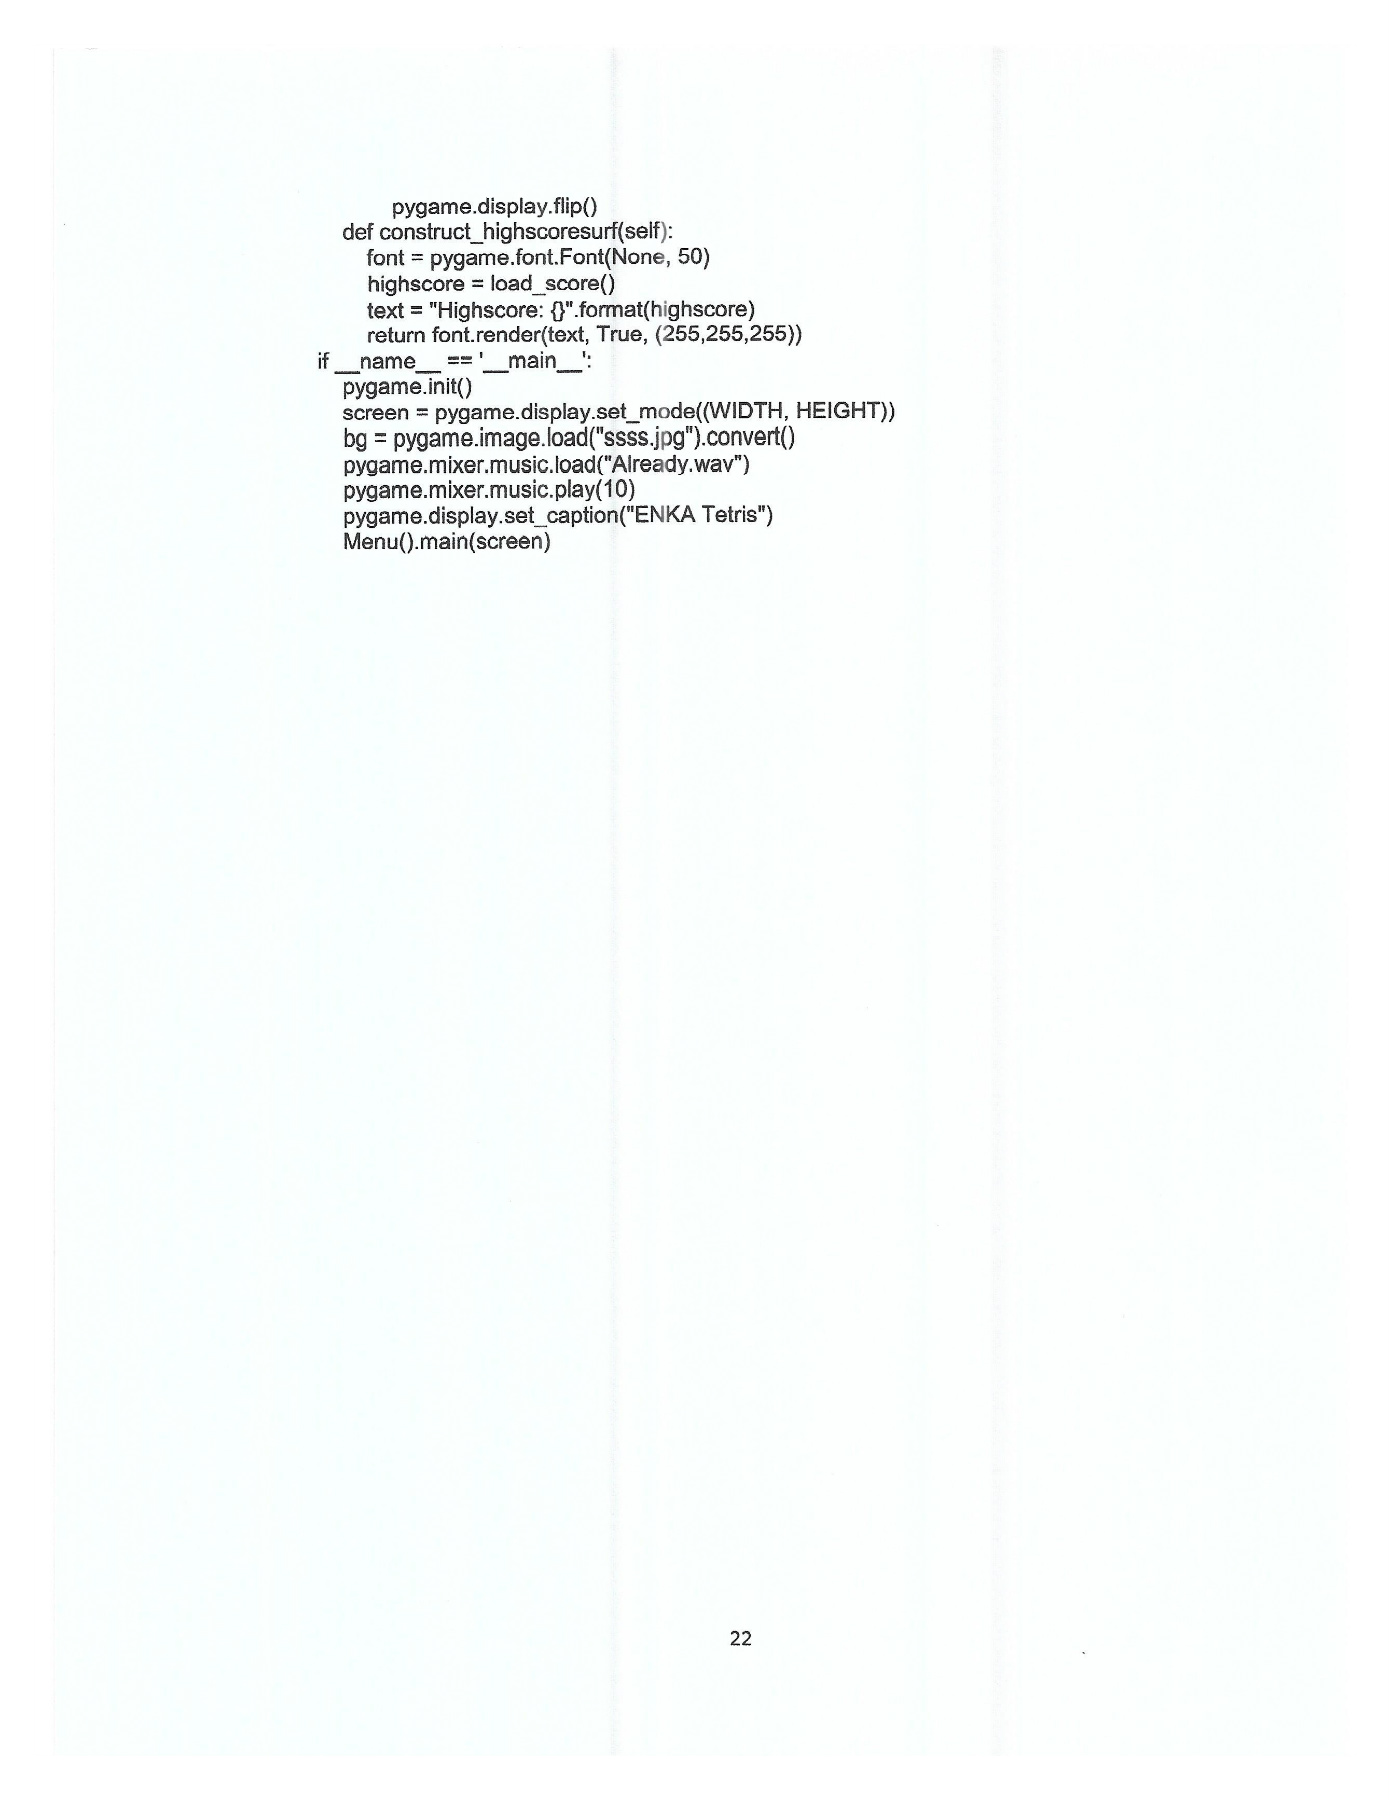 pygame.display.flip()
def construct_highscoresurf(self):
font = pygame.font.Font(None, 50)
highscore = load_score()
text = "Highscore: {}".format(highscore)
return font.render(text, True, (255,255,255))
if __name__ == '__main__':
pygame.init()
screen = pygame.display.set_mode((WIDTH, HEIGHT))
bg = pygame.image.load("ssss.jpg").convert()
pygame.mixer.music.load("Already.wav")
pygame.mixer.music.play(10)
pygame.display.set_caption("ENKA Tetris")
Menu().main(screen)
22